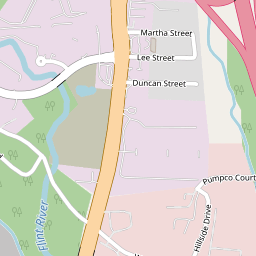 Martha Street
Lee Street
Duncan Street
Pumpco Court
Flint River
Hillside Drive